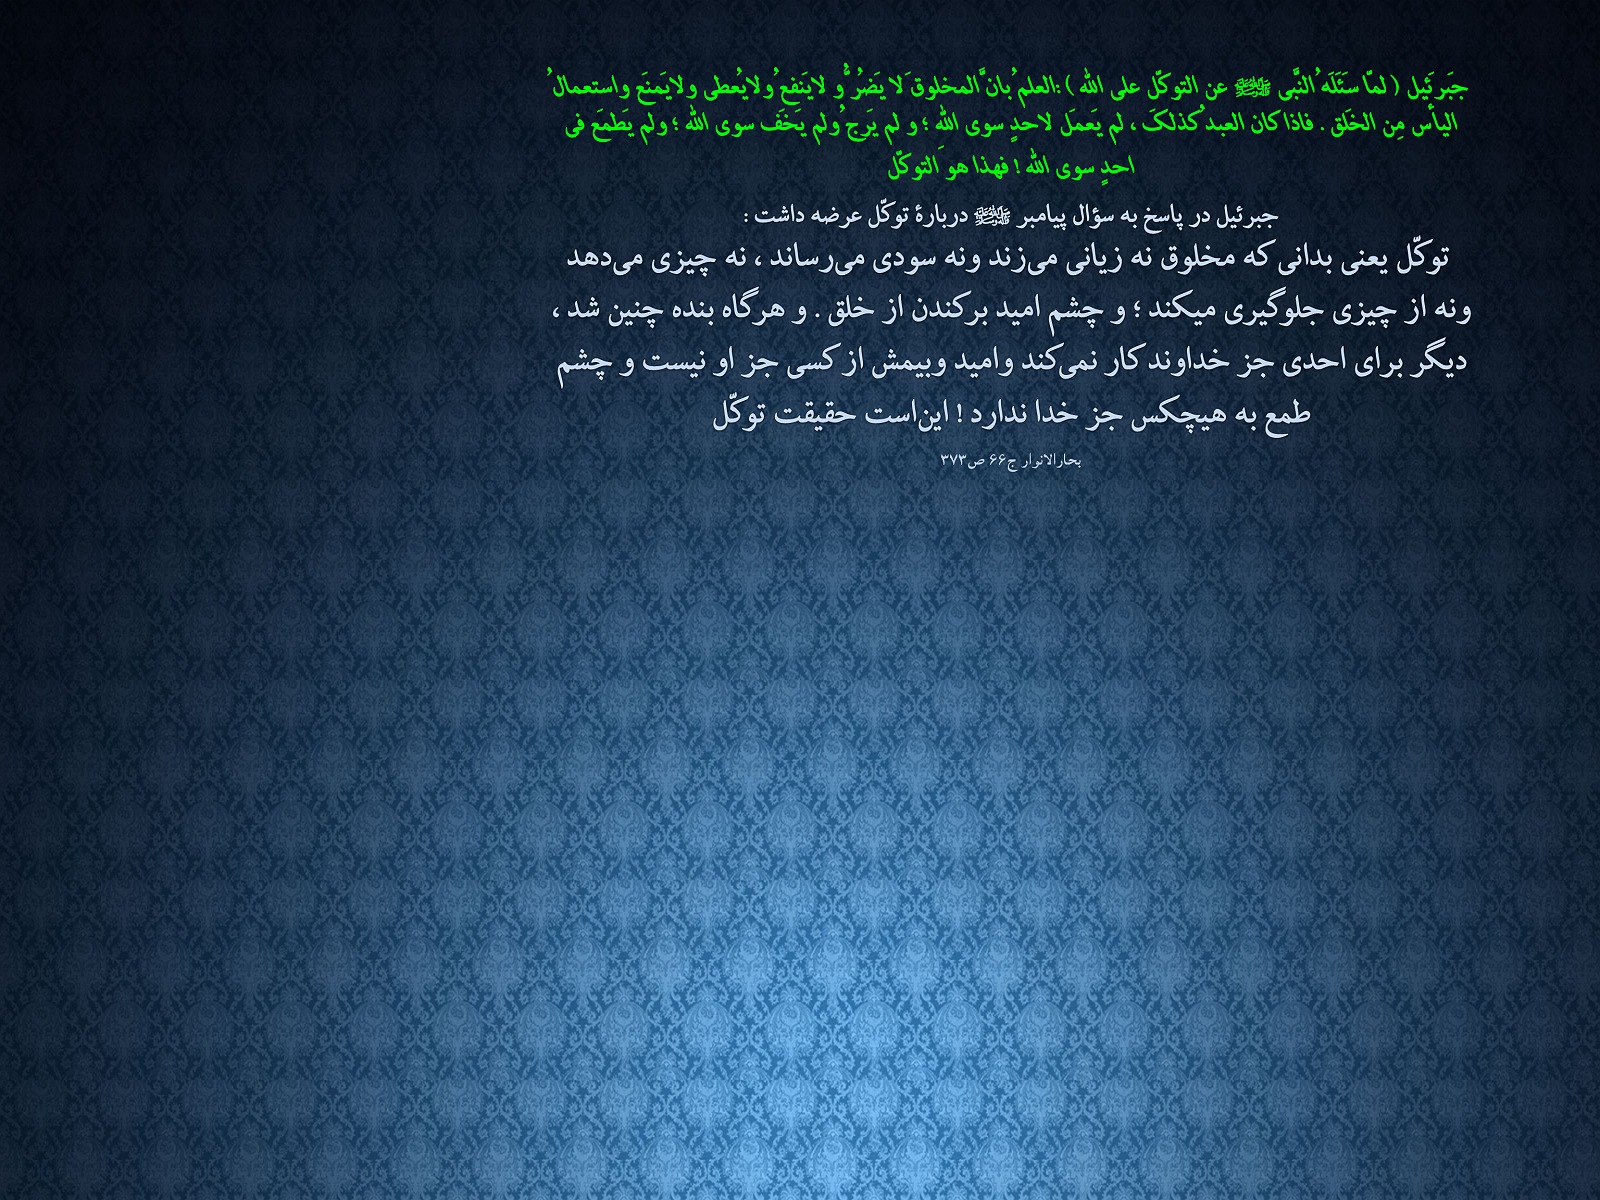 جَبرَئیل ( لمّا سَئَلَه ُالنَّبی ﷺ عن التوکّل علی الله ) :العلم ُبان َّالمخلوق َلا یَضُر ُّو ُ لایَنفع ُولایُعطی ولایَمنَع واستعمال ُ
الیأس مِن الخَلق . فاذا کان العبد ُکذلکَ ، لم یَعمَل لاحدٍ سوی الله ؛ و لم یَرج ُولم یَخَف سوی الله ؛ ولم یَطمَعَ فی
احدٍ سوی الله ! فهذا هو َالتوکّل
جبرئیل در پاسخ به سؤال پیامبر ﷺ دربارۀ توکّل عرضه داشت :
توکّل یعنی بدانی که مخلوق نه زیانی می‌زند ونه سودی می‌رساند ، نه چیزی می‌دهد
ونه از چیزی جلوگیری میکند ؛ و چشم امید برکندن از خلق . و هرگاه بنده چنین شد ،
دیگر برای احدی جز خداوند کار نمی‌کند وامید وبیمش از کسی جز او نیست و چشم
طمع به هیچکس جز خدا ندارد ! این‌است حقیقت توکّل
بحارالانوار ج۶۶ ص۳۷۳